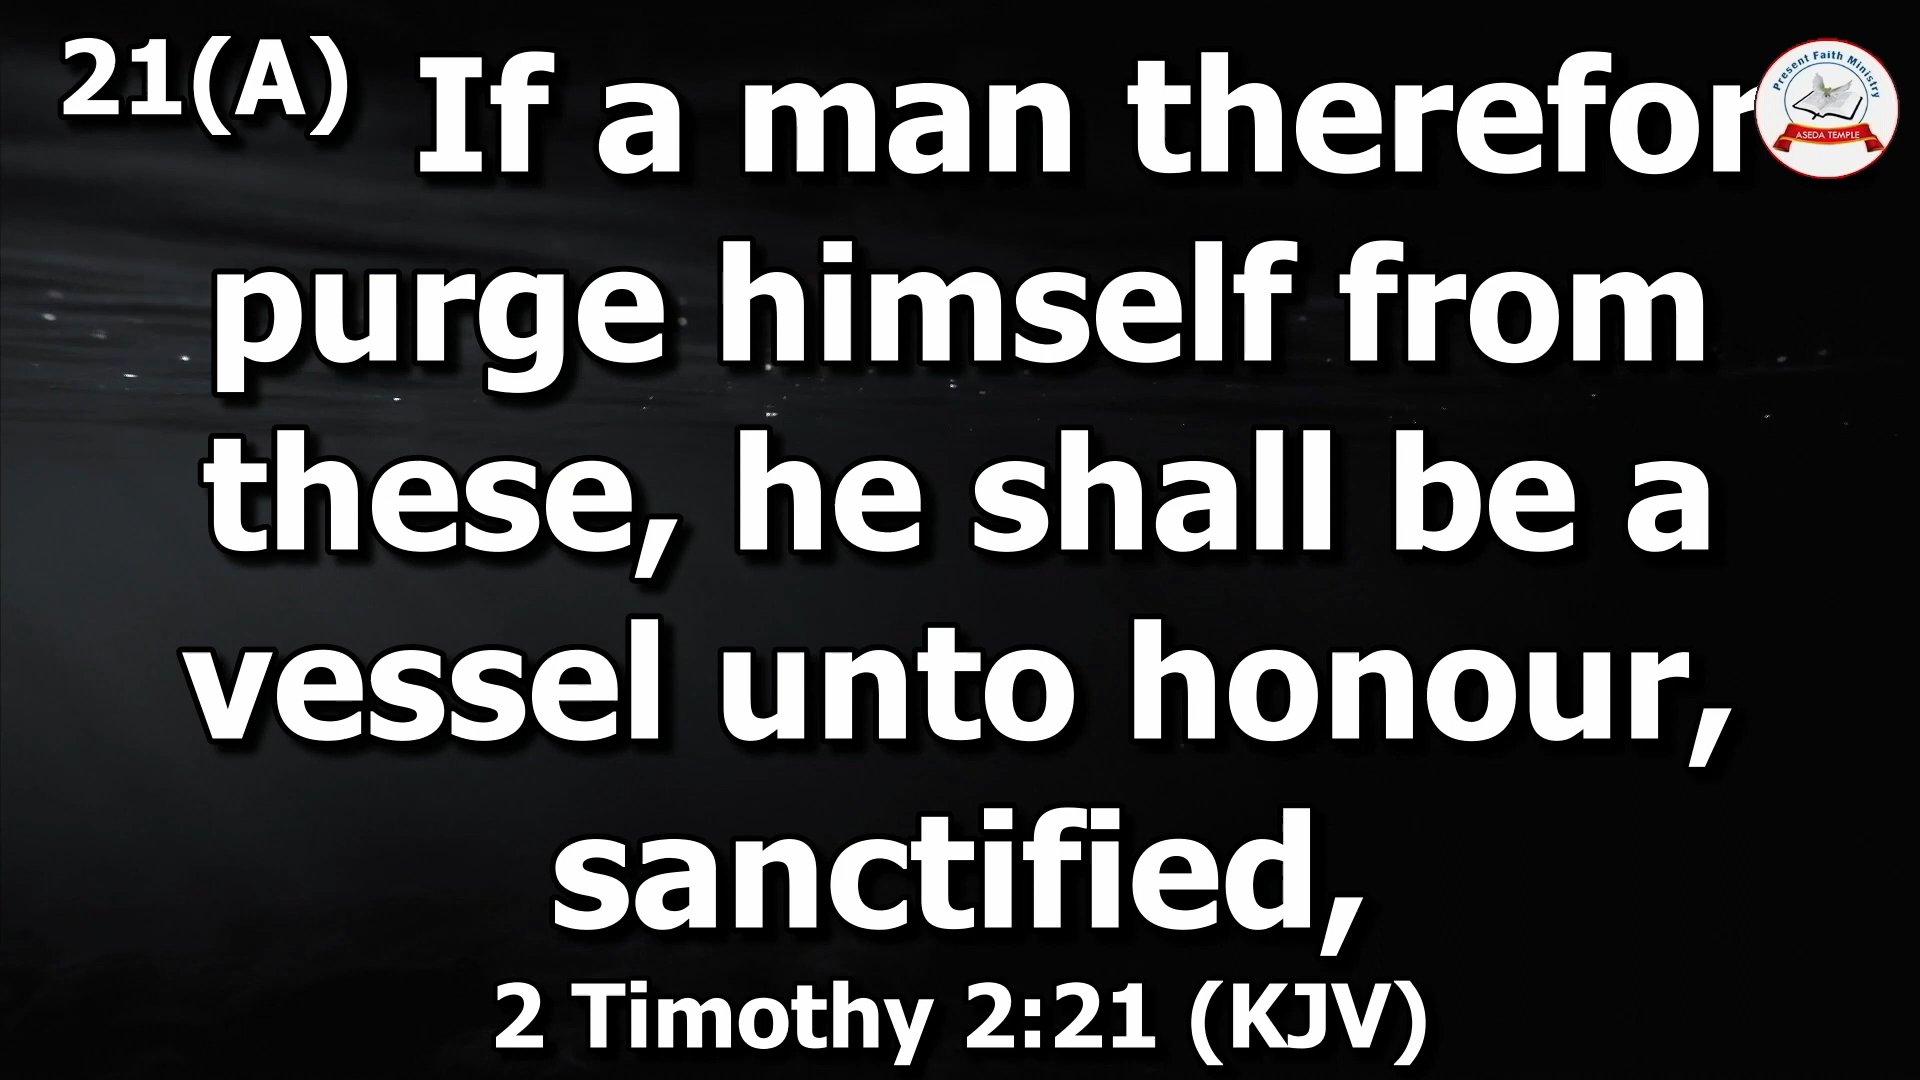 21(A) If a man therefor
purge himself from
these, he shall be a
vessel unto honour,
sanctified,
2 Timothy 2:21 (KJV)
Present Faith Ministry
ASEDA TEMPLE